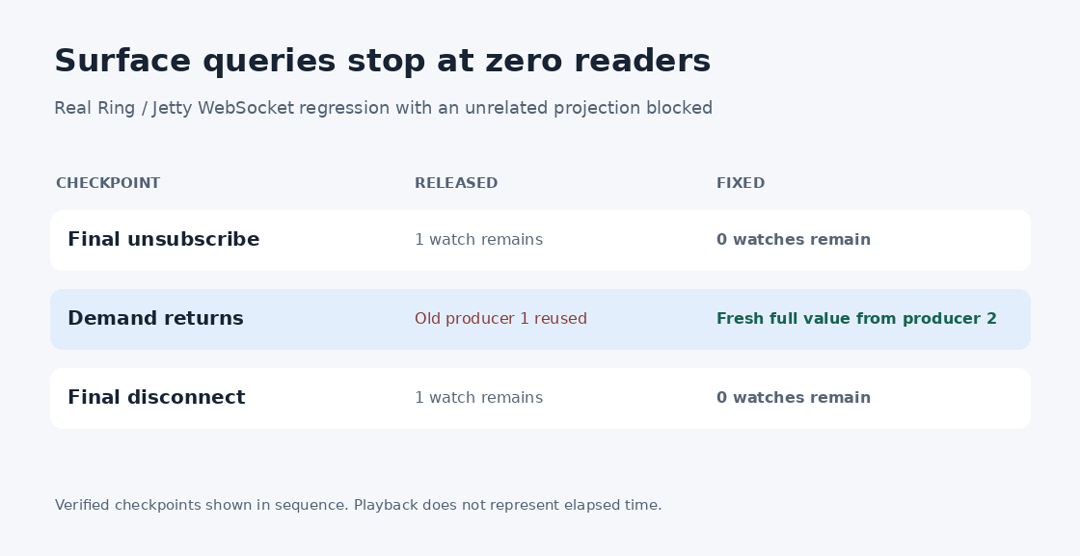 Surface queries stop at zero readers
Real Ring / Jetty WebSocket regression with an unrelated projection blocked
CHECKPOINT RELEASED FIXED
Final unsubscribe 1 watch remains 0 watches remain
Demand returns Old producer 1 reused Fresh full value from producer 2
Final disconnect 1 watch remains 0 watches remain
Verified checkpoints shown in sequence. Playback does not represent elapsed time.